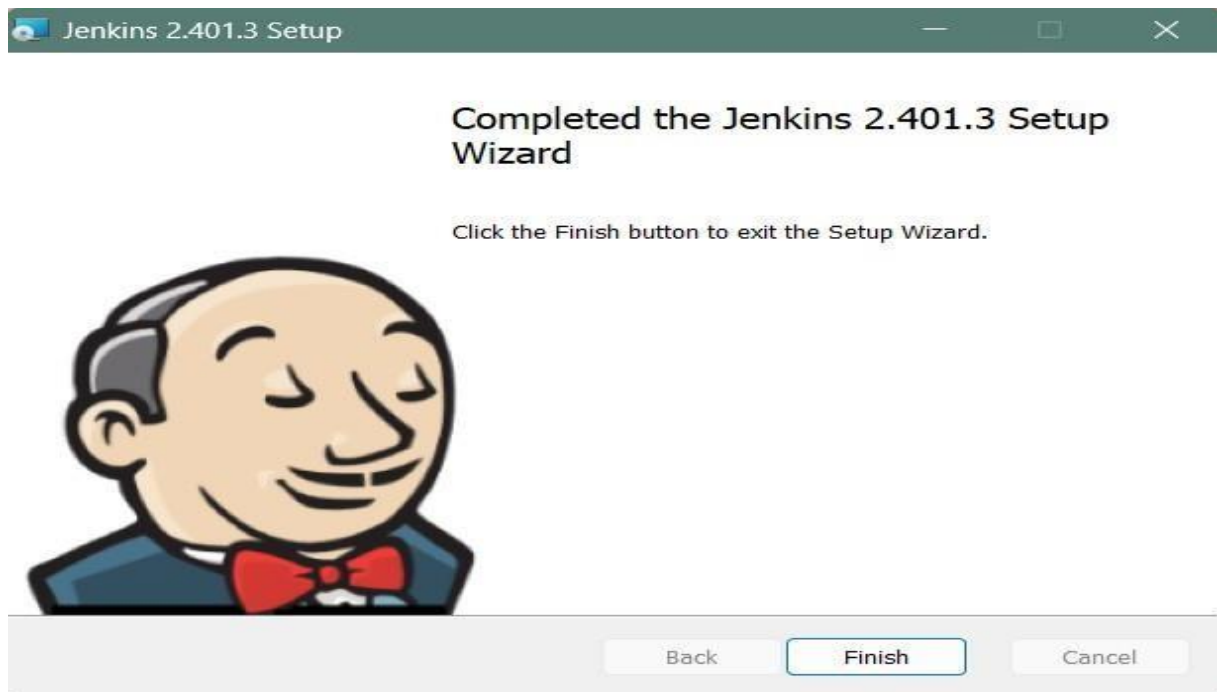 Jenkins 2.401.3 Setup
Completed the Jenkins 2.401.3 Setup
Wizard
Click the Finish button to exit the Setup Wizard.
Back
Finish
Cancel